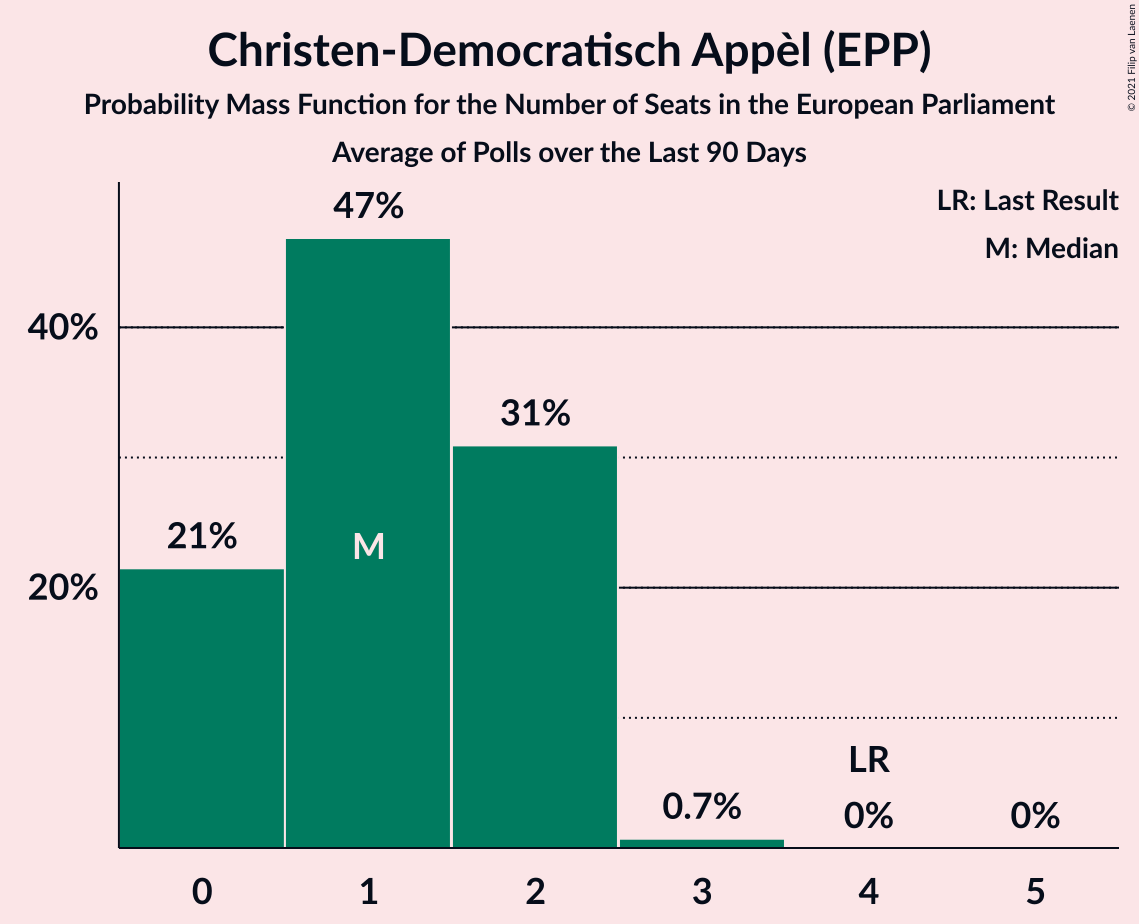 Christen-Democratisch Appèl (EPP)
Probability Mass Function for the Number of Seats in the European Parliament
Average of Polls over the Last 90 Days
© 2021 Filip van Laenen
LR: Last Result
M: Median
47%
40%
31%
21%
M
20%
LR
0.7%
0%
0%
0 1 2 3 4 5